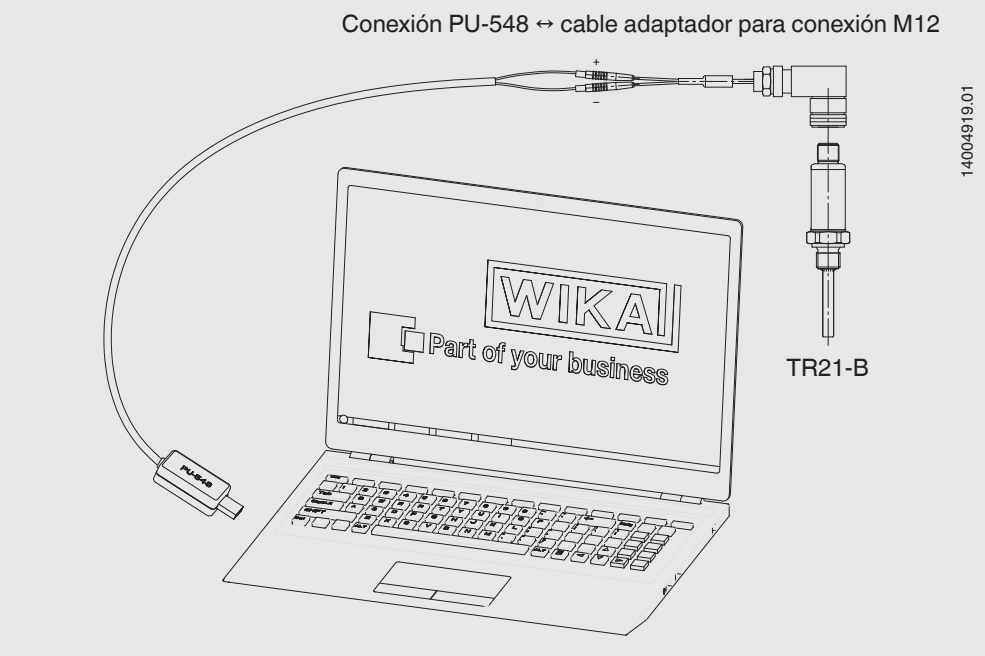 Conexión PU-548 ↔ cable adaptador para conexión M12
+
−
14004919.01
WIKA
Part of your business
TR21-B
PU-548